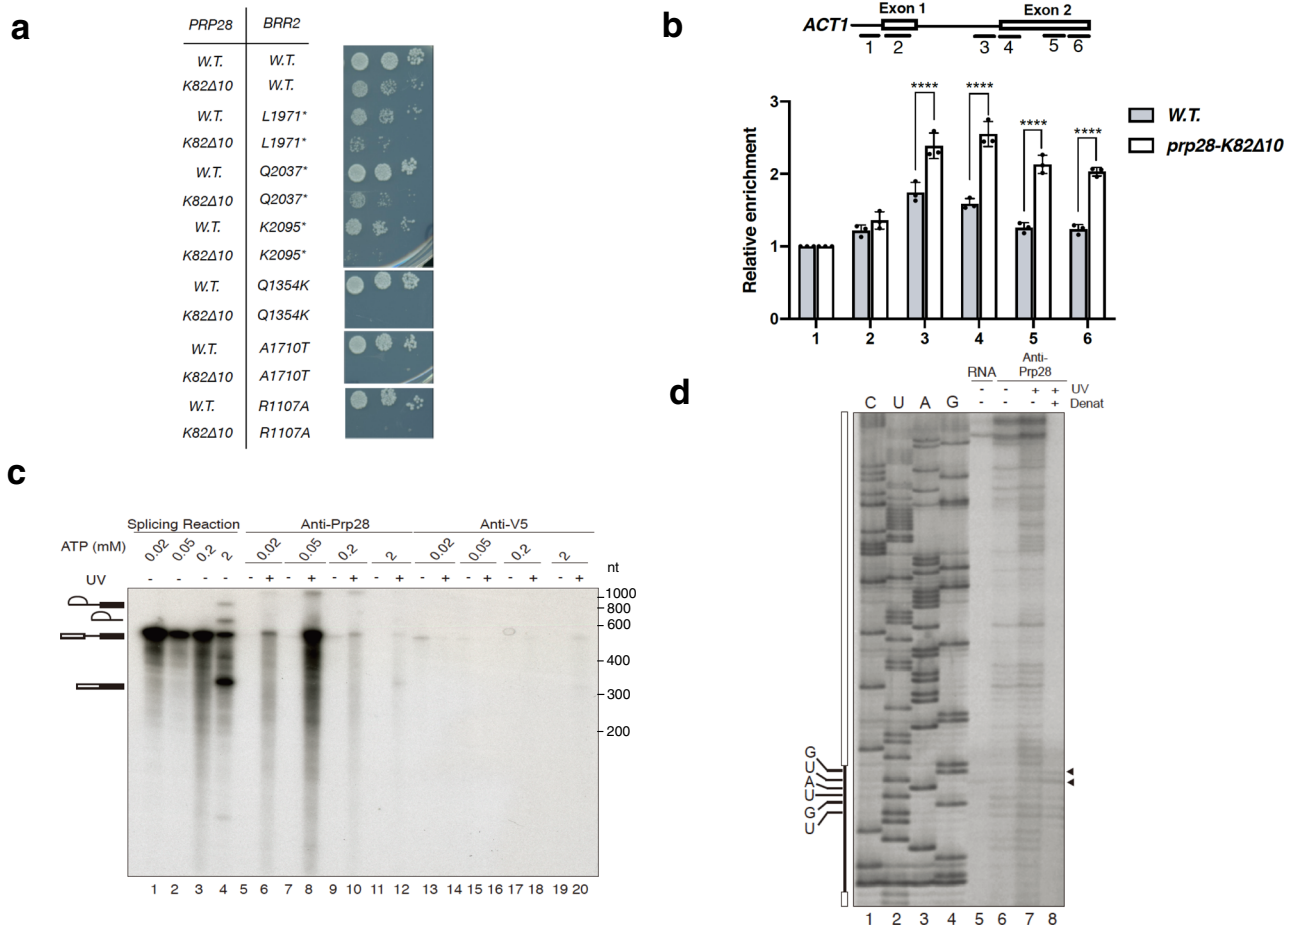 a
PRP28 BRR2
W.T. W.T.
K82Δ10 W.T.
W.T. L1971*
K82Δ10 L1971*
W.T. Q2037*
K82Δ10 Q2037*
W.T. K2095*
K82Δ10 K2095*
W.T. Q1354K
K82Δ10 Q1354K
W.T. A1710T
K82Δ10 A1710T
W.T. R1107A
K82Δ10 R1107A
b
Exon 1 Exon 2
ACT1
1 2 3 4 5 6
**** **** **** ****
Relative enrichment
3
2
1
0
1 2 3 4 5 6
W.T.
prp28-K82Δ10
c
Splicing Reaction Anti-Prp28 Anti-V5
ATP (mM) 0.02 0.05 0.2 2 0.02 0.05 0.2 2 0.02 0.05 0.2 2
UV - - - - - + - + - + - + - + - + - + - +
nt
1000
800
600
400
300
200
1 2 3 4 5 6 7 8 9 10 11 12 13 14 15 16 17 18 19 20
d
RNA Anti-Prp28
- - + + UV
- - - + Denat
C U A G
G
U
A
U
G
U
1 2 3 4 5 6 7 8